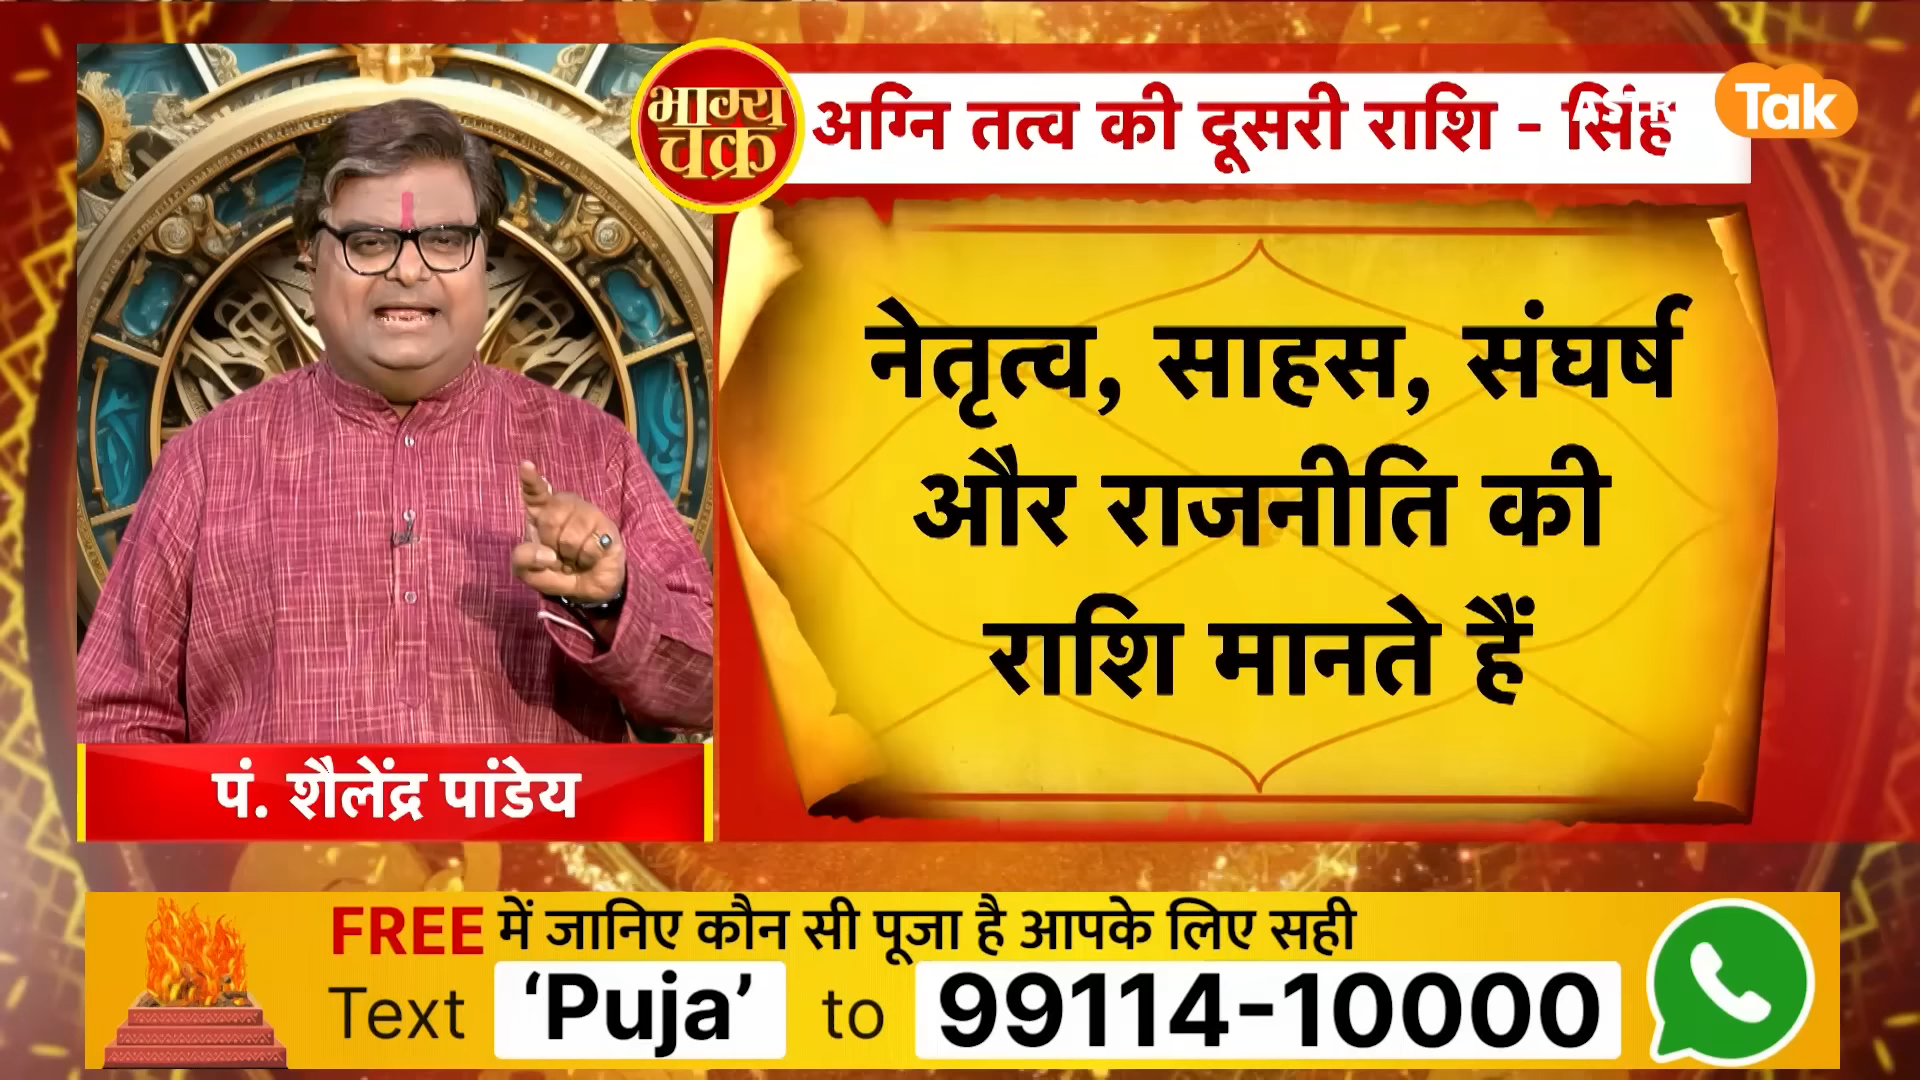 भाग्य
चक्र
अग्नि तत्व की दूसरी राशि - सिंह
Tak
नेतृत्व, साहस, संघर्ष
और राजनीति की
राशि मानते हैं
पं. शैलेंद्र पांडेय
FREE में जानिए कौन सी पूजा है आपके लिए सही
Text ‘Puja’ to 99114-10000